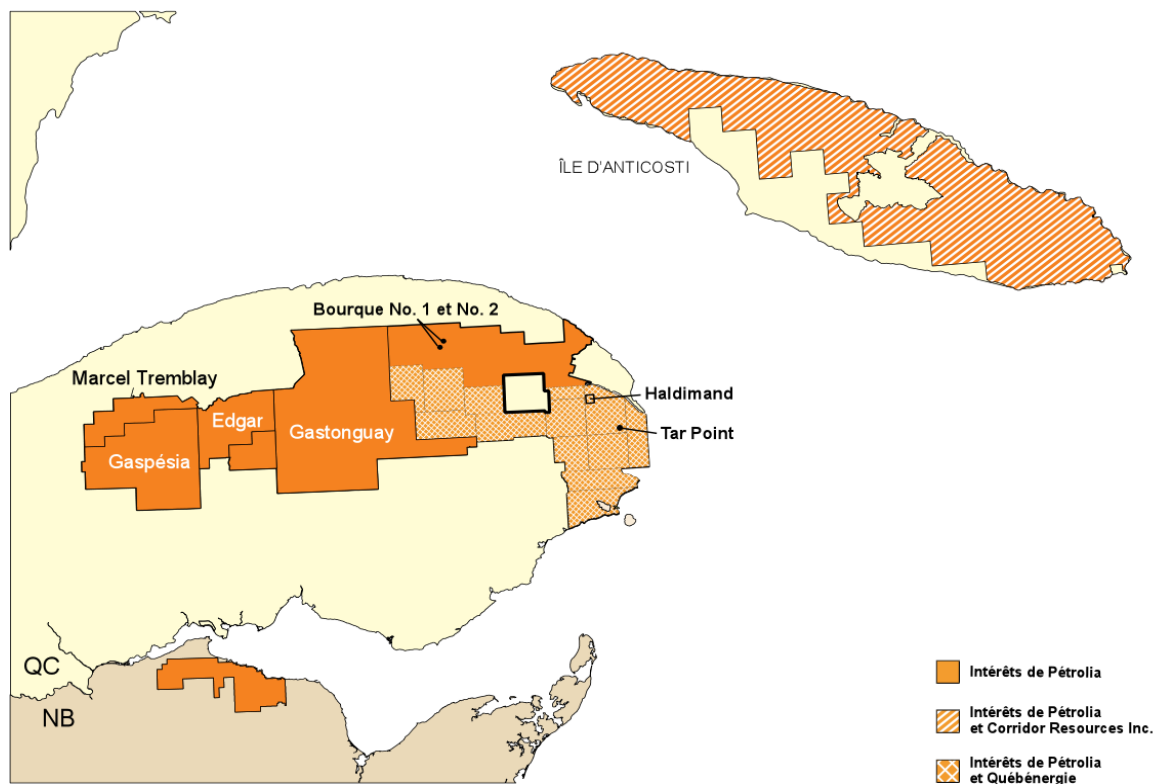 ÎLE D'ANTICOSTI
Bourque No. 1 et No. 2
Marcel Tremblay
Haldimand
Edgar
Gastonguay
Tar Point
Gaspésia
QC
NB
Intérêts de Pétrolia
Intérêts de Pétrolia
et Corridor Resources Inc.
Intérêts de Pétrolia
et Québénergie